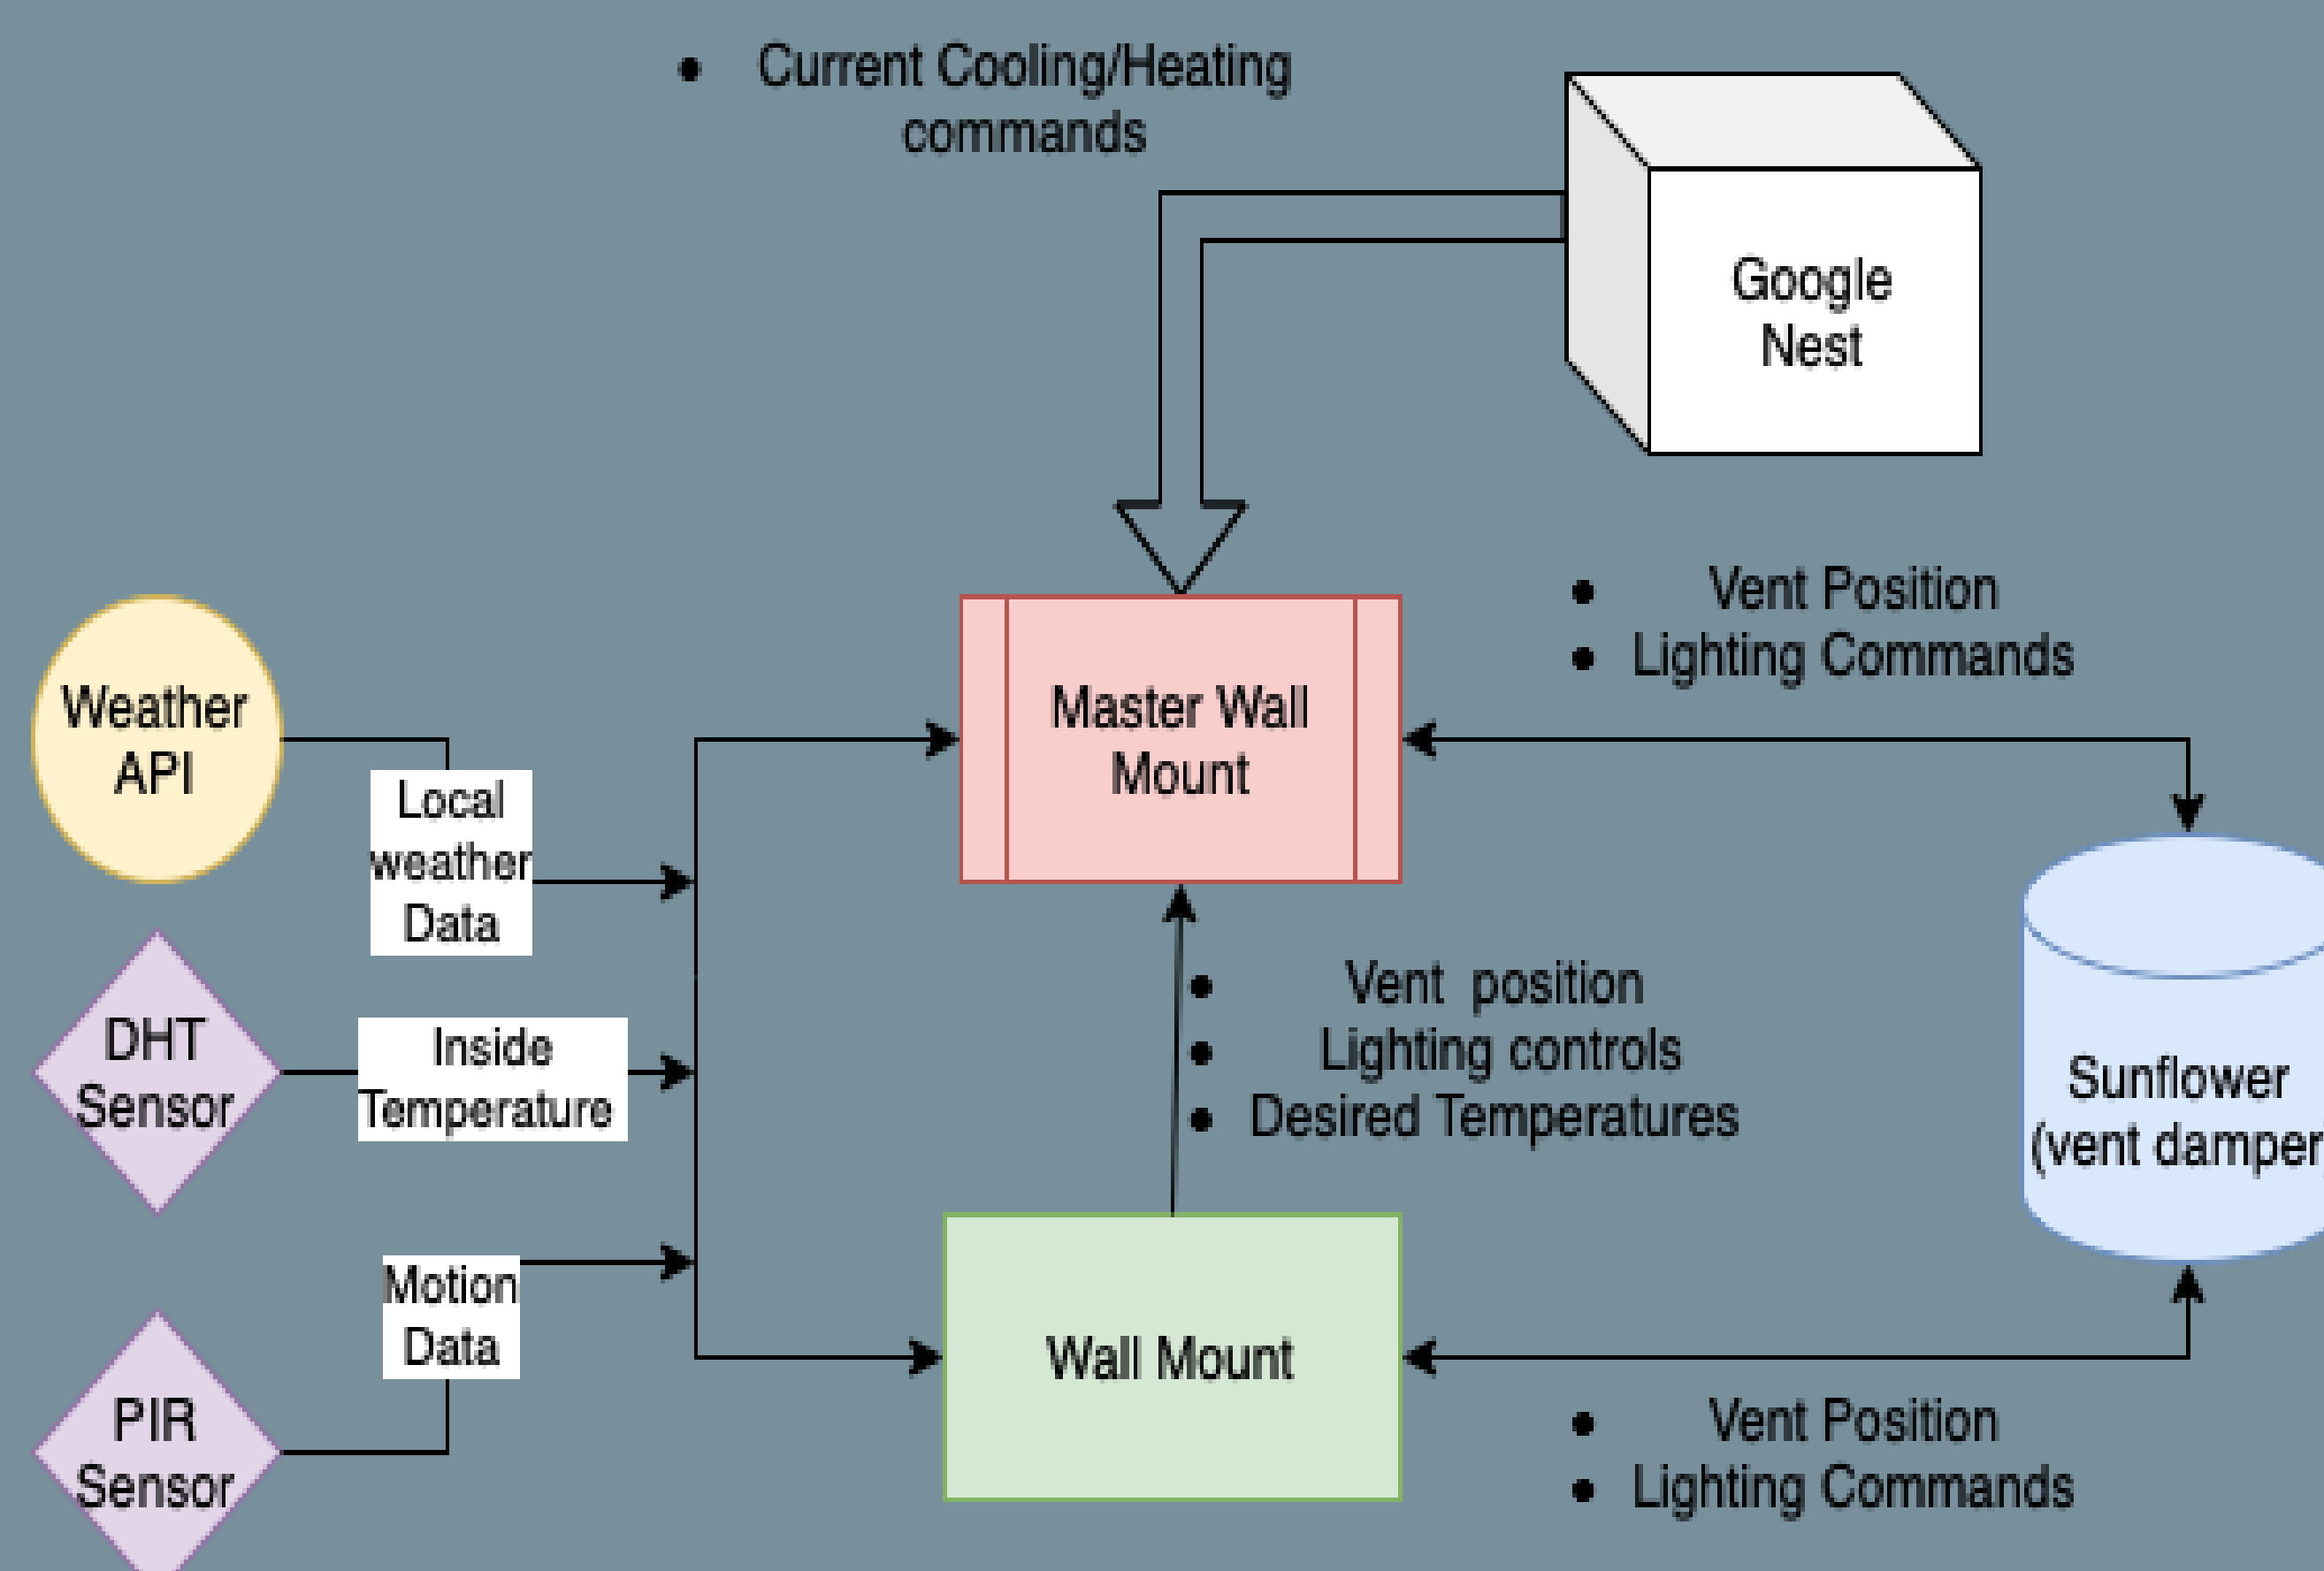 • Current Cooling/Heating
commands
Google
Nest
• Vent Position
• Lighting Commands
Weather
API
Local
weather
Data
Master Wall
Mount
DHT
Sensor
Inside
Temperature
• Vent  position
• Lighting controls
• Desired Temperatures
Sunflower
(vent damper)
Motion
Data
PIR
Sensor
Wall Mount
• Vent Position
• Lighting Commands